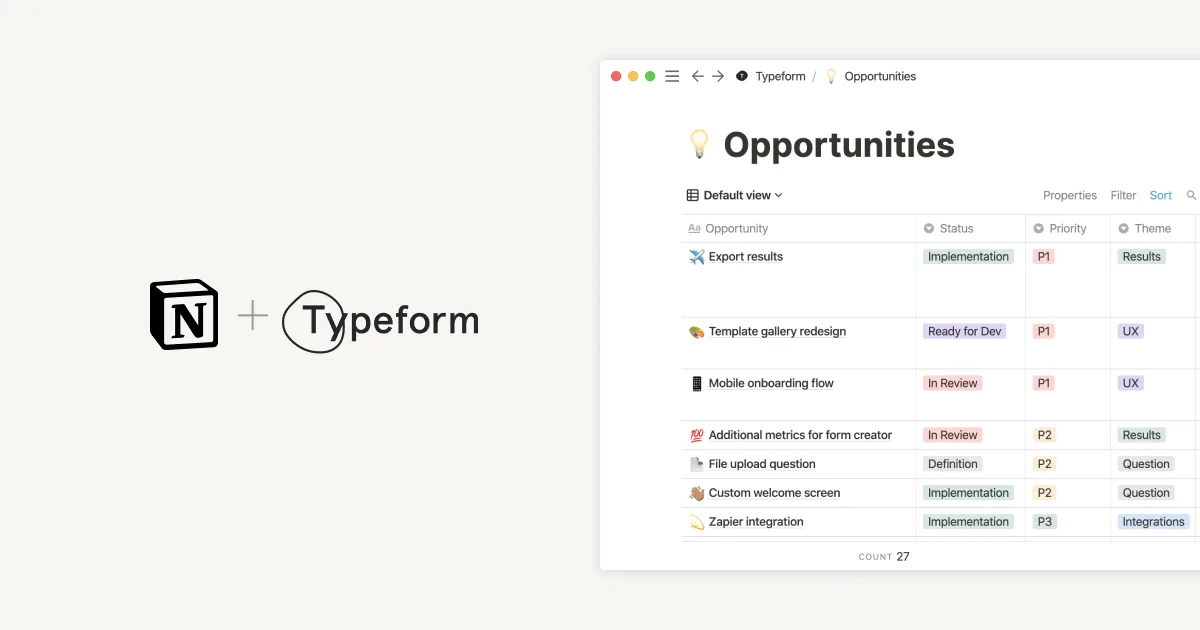 N + Typeform
T Typeform / Opportunities
Opportunities
Default view Properties Filter Sort
Aa Opportunity Status Priority Theme
Export results Implementation P1 Results
Template gallery redesign Ready for Dev P1 UX
Mobile onboarding flow In Review P1 UX
💯 Additional metrics for form creator In Review P2 Results
File upload question Definition P2 Question
Custom welcome screen Implementation P2 Question
Zapier integration Implementation P3 Integrations
COUNT 27